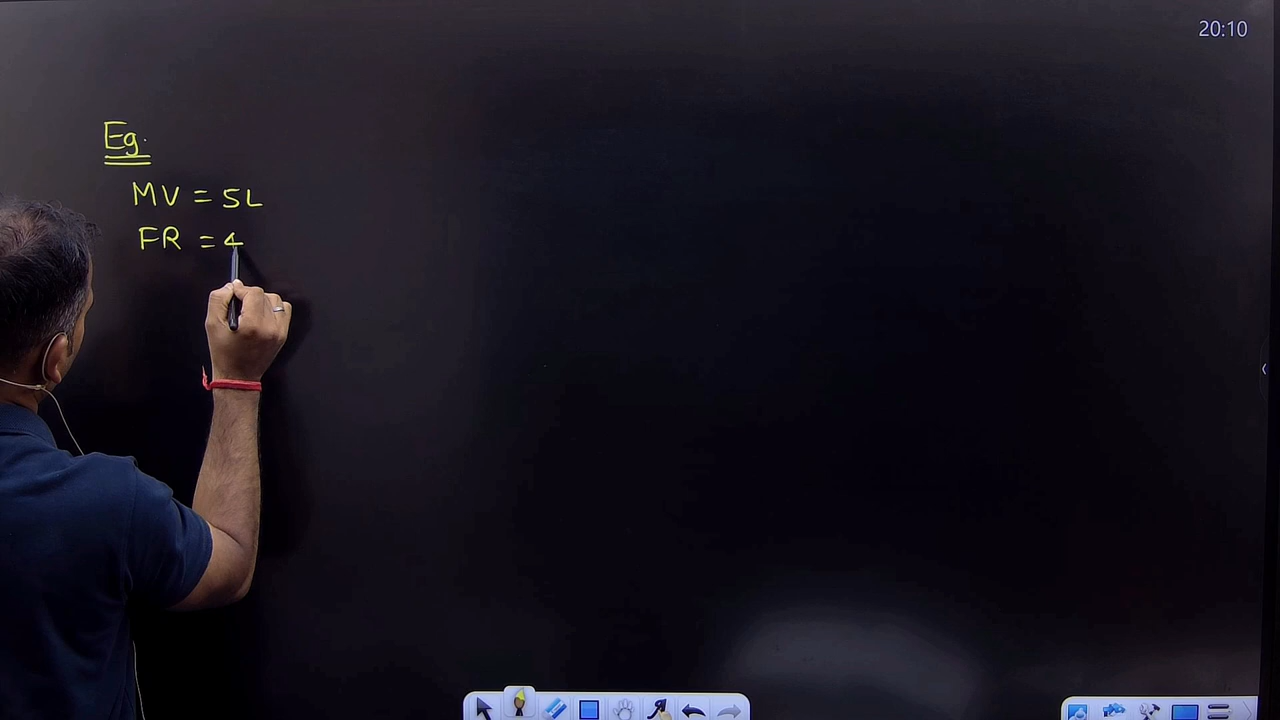 20:10
Eg.
MV = 5L
FR = 4